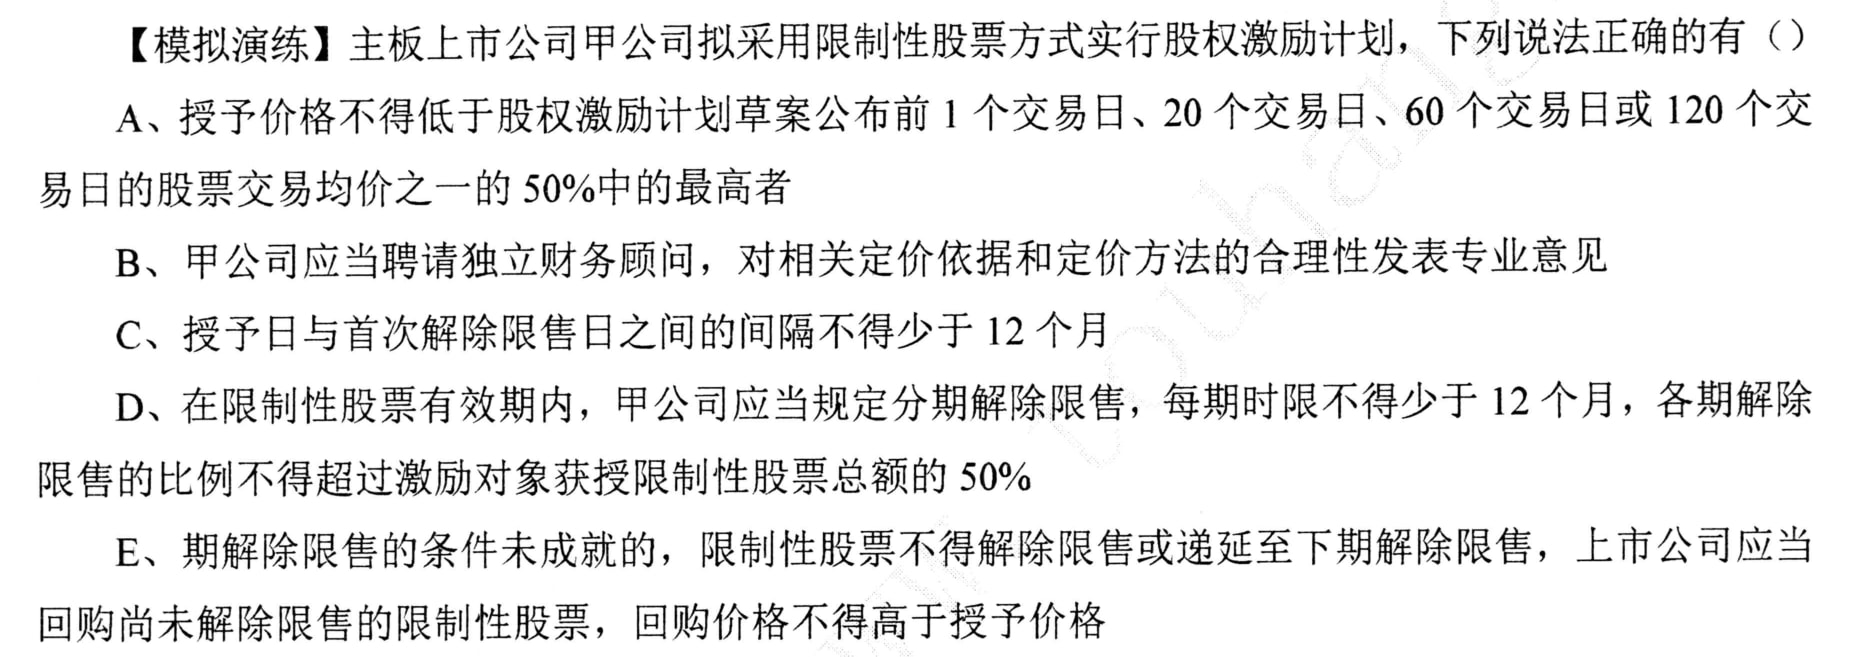 【模拟演练】主板上市公司甲公司拟采用限制性股票方式实行股权激励计划，下列说法正确的有（）
A、授予价格不得低于股权激励计划草案公布前 1 个交易日、20 个交易日、60 个交易日或 120 个交
易日的股票交易均价之一的 50%中的最高者
B、甲公司应当聘请独立财务顾问，对相关定价依据和定价方法的合理性发表专业意见
C、授予日与首次解除限售日之间的间隔不得少于 12 个月
D、在限制性股票有效期内，甲公司应当规定分期解除限售，每期时限不得少于 12 个月，各期解除
限售的比例不得超过激励对象获授限制性股票总额的 50%
E、期解除限售的条件未成就的，限制性股票不得解除限售或递延至下期解除限售，上市公司应当
回购尚未解除限售的限制性股票，回购价格不得高于授予价格